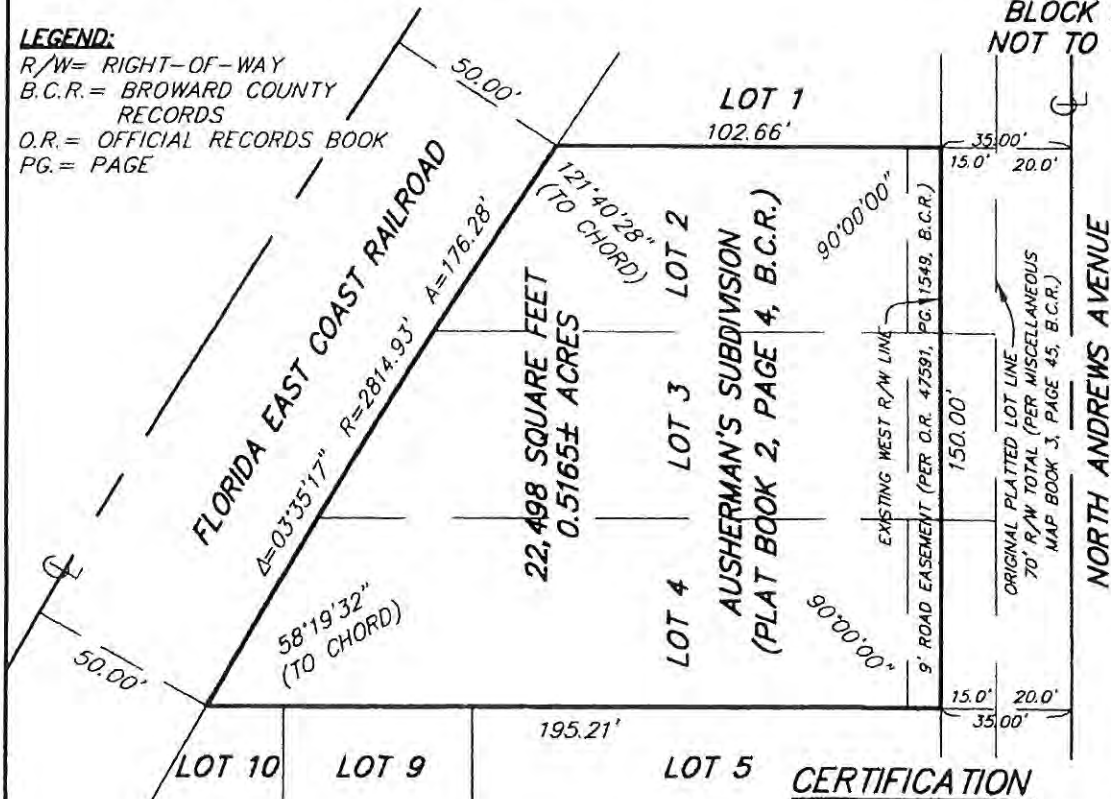 LEGEND:
R/W= RIGHT-OF-WAY
B.C.R.= BROWARD COUNTY
RECORDS
O.R.= OFFICIAL RECORDS BOOK
PG.= PAGE
BLOCK
NOT TO
50.00'
LOT 1
102.66'
35.00'
15.0' 20.0'
FLORIDA EAST COAST RAILROAD
Δ=03°35'17" R=2814.93' A=176.28'
121°40'28"
(TO CHORD)
90°00'00"
22,498 SQUARE FEET
0.5165± ACRES
LOT 2
LOT 3
LOT 4
AUSHERMAN'S SUBDIVISION
(PLAT BOOK 2, PAGE 4, B.C.R.)
EXISTING WEST R/W LINE
9' ROAD EASEMENT (PER O.R. 47591, PG.1549, B.C.R.)
150.00'
ORIGINAL PLATTED LOT LINE
70' R/W TOTAL (PER MISCELLANEOUS
MAP BOOK 3, PAGE 45, B.C.R.)
NORTH ANDREWS AVENUE
58°19'32"
(TO CHORD)
90°00'00"
50.00'
15.0' 20.0'
35.00'
195.21'
LOT 10
LOT 9
LOT 5
CERTIFICATION